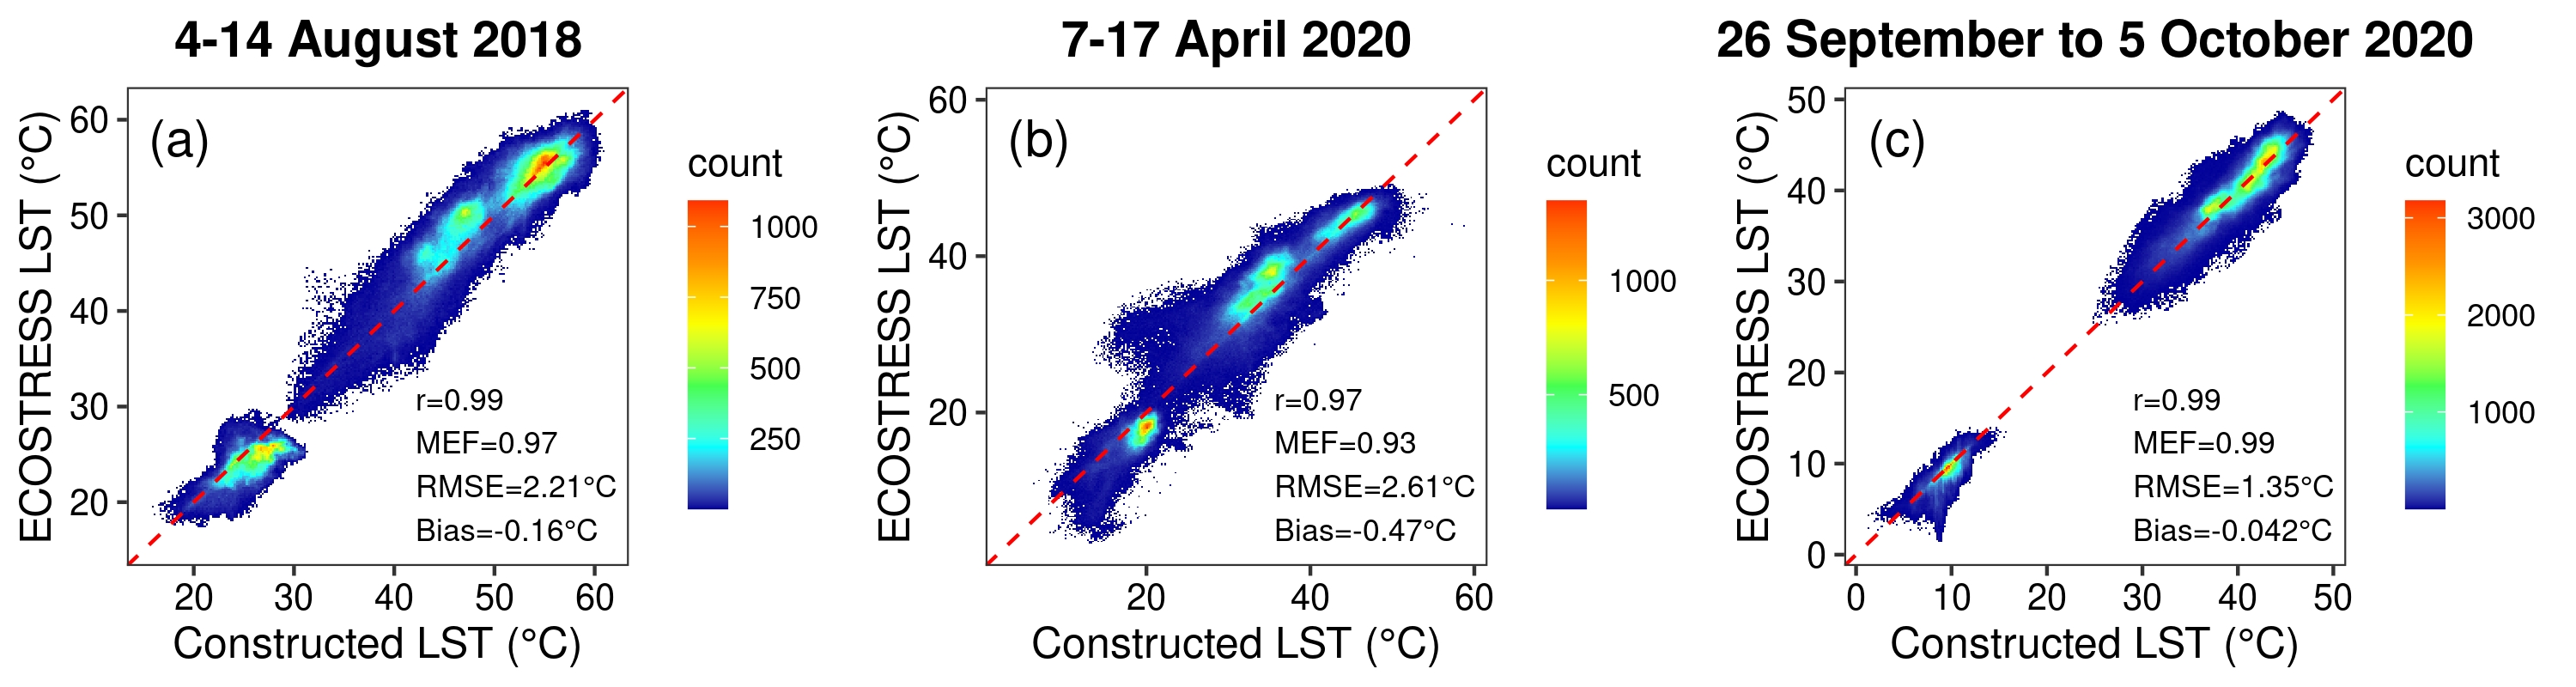 4-14 August 2018
(a)
ECOSTRESS LST (°C)
60
50
40
30
20
r=0.99
MEF=0.97
RMSE=2.21°C
Bias=-0.16°C
20 30 40 50 60
Constructed LST (°C)
count
1000
750
500
250
7-17 April 2020
(b)
ECOSTRESS LST (°C)
60
40
20
r=0.97
MEF=0.93
RMSE=2.61°C
Bias=-0.47°C
20 40 60
Constructed LST (°C)
count
1000
500
26 September to 5 October 2020
(c)
ECOSTRESS LST (°C)
50
40
30
20
10
0
r=0.99
MEF=0.99
RMSE=1.35°C
Bias=-0.042°C
0 10 20 30 40 50
Constructed LST (°C)
count
3000
2000
1000